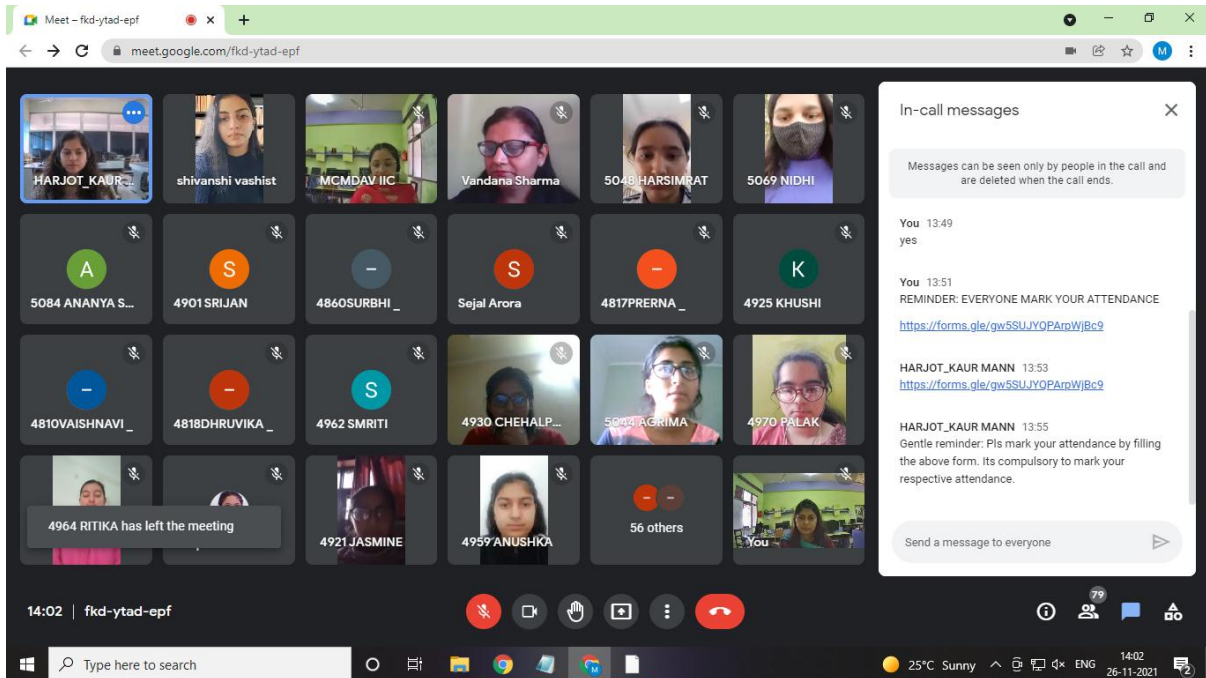 Meet – fkd-ytad-epf
meet.google.com/fkd-ytad-epf
M
HARJOT_KAUR...
shivanshi vashist
MCMDAV IIC
Vandana Sharma
5048 HARSIMRAT
5069 NIDHI
A
S
–
S
–
K
5084 ANANYA S...
4901 SRIJAN
4860SURBHI _
Sejal Arora
4817PRERNA _
4925 KHUSHI
–
–
S
4810VAISHNAVI _
4818DHRUVIKA _
4962 SMRITI
4930 CHEHALP...
5044 AGRIMA
4970 PALAK
4964 RITIKA has left the meeting
4921 JASMINE
4959 ANUSHKA
– –
56 others
You
In-call messages
Messages can be seen only by people in the call and
are deleted when the call ends.
You 13:49
yes
You 13:51
REMINDER: EVERYONE MARK YOUR ATTENDANCE
https://forms.gle/gw5SUJYQPArpWjBc9
HARJOT_KAUR MANN 13:53
https://forms.gle/gw5SUJYQPArpWjBc9
HARJOT_KAUR MANN 13:55
Gentle reminder: Pls mark your attendance by filling
the above form. Its compulsory to mark your
respective attendance.
Send a message to everyone
14:02 | fkd-ytad-epf
79
Type here to search
25°C Sunny
ENG
14:02
26-11-2021
2